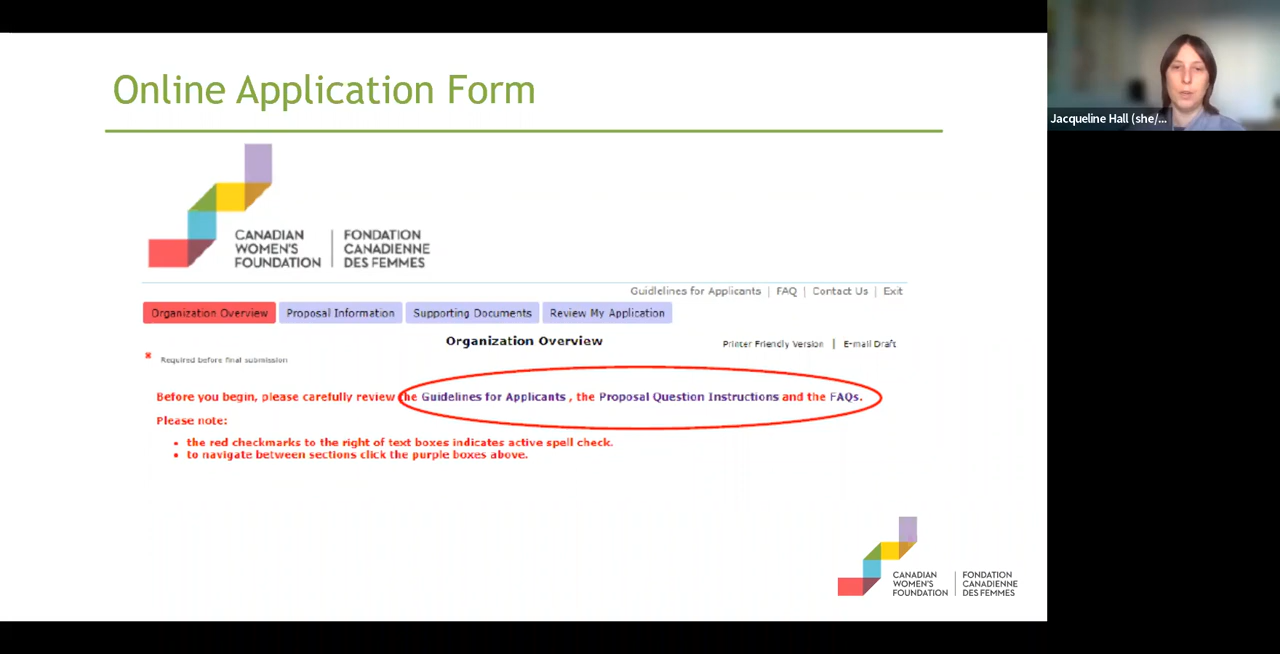 Online Application Form
CANADIAN
WOMEN'S
FOUNDATION
FONDATION
CANADIENNE
DES FEMMES
Guidlelines for Applicants | FAQ | Contact Us | Exit
Organization Overview
Proposal Information
Supporting Documents
Review My Application
Organization Overview
Printer Friendly Version | E-mail Draft
* Required before final submission
Before you begin, please carefully review the Guidelines for Applicants , the Proposal Question Instructions and the FAQs.
Please note:
• the red checkmarks to the right of text boxes indicates active spell check.
• to navigate between sections click the purple boxes above.
CANADIAN
WOMEN'S
FOUNDATION
FONDATION
CANADIENNE
DES FEMMES
Jacqueline Hall (she/...